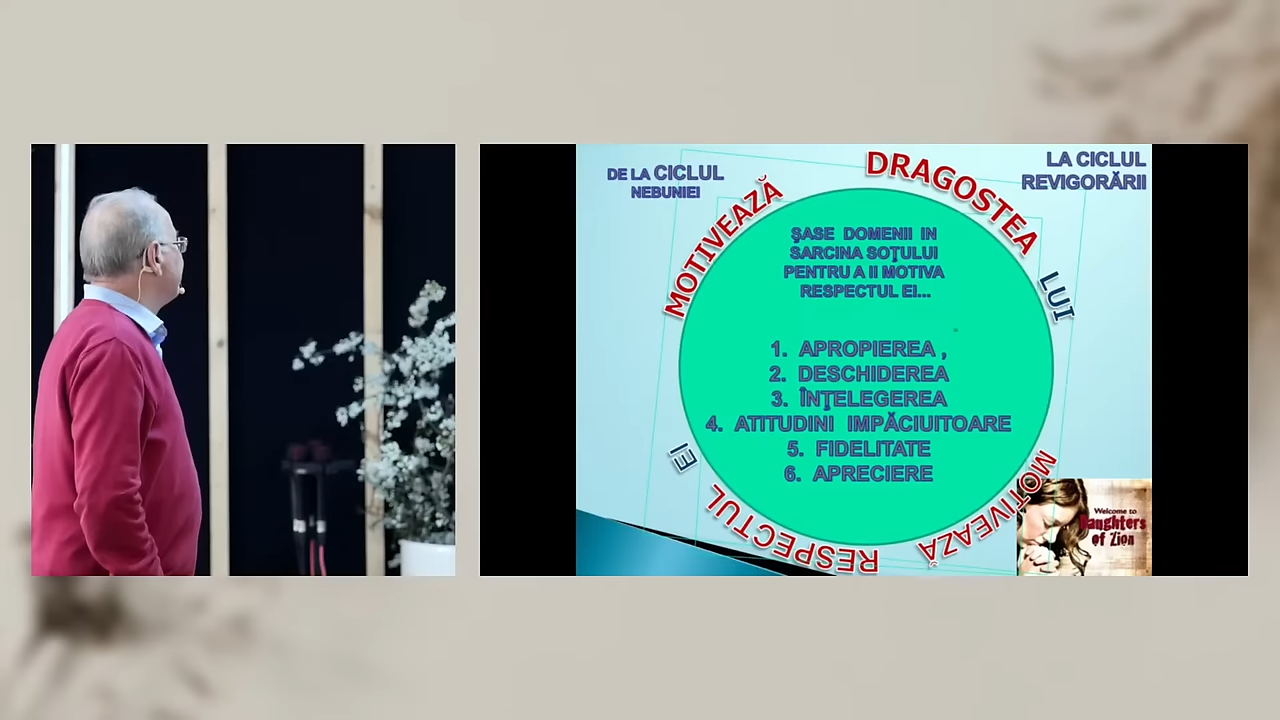 DE LA CICLUL
NEBUNIEI
LA CICLUL
REVIGORĂRII
MOTIVEAZĂ
DRAGOSTEA
LUI
ŞASE DOMENII IN
SARCINA SOŢULUI
PENTRU A II MOTIVA
RESPECTUL EI...
1. APROPIEREA ,
2. DESCHIDEREA
3. ÎNŢELEGEREA
4. ATITUDINI IMPĂCIUITOARE
5. FIDELITATE
6. APRECIERE
MOTIVEAZĂ
RESPECTUL
EI
Welcome to
Daughters
of Zion